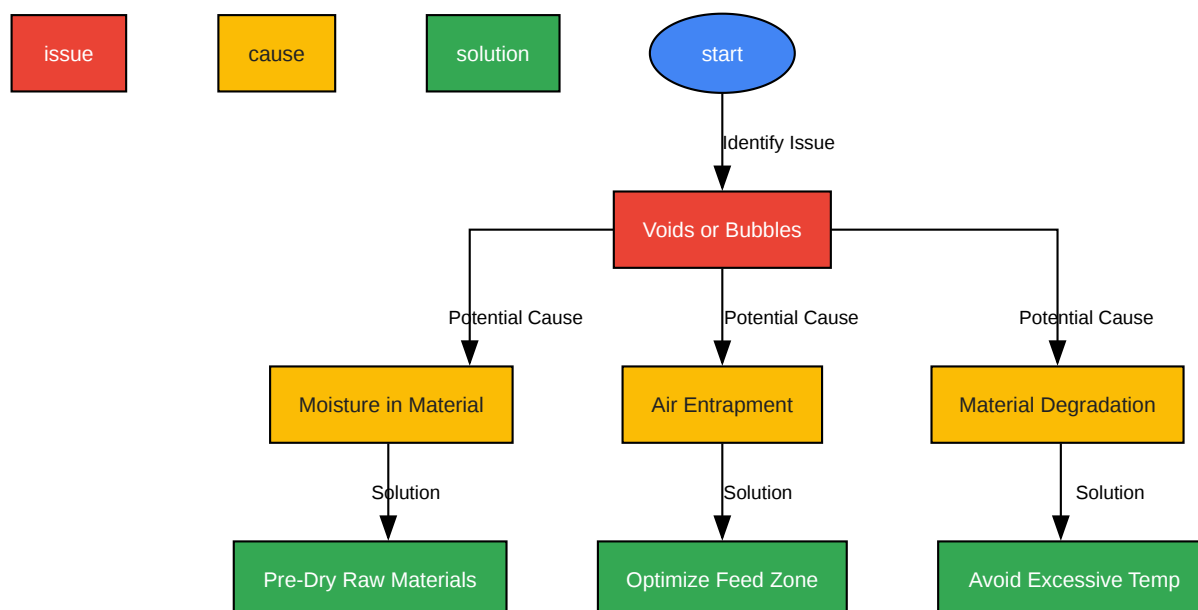 issue
cause
solution
start
Identify Issue
Voids or Bubbles
Potential Cause
Potential Cause
Potential Cause
Moisture in Material
Air Entrapment
Material Degradation
Solution
Solution
Solution
Pre-Dry Raw Materials
Optimize Feed Zone
Avoid Excessive Temp